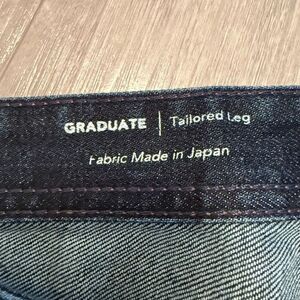 GRADUATE | Tailored Leg
Fabric Made in Japan